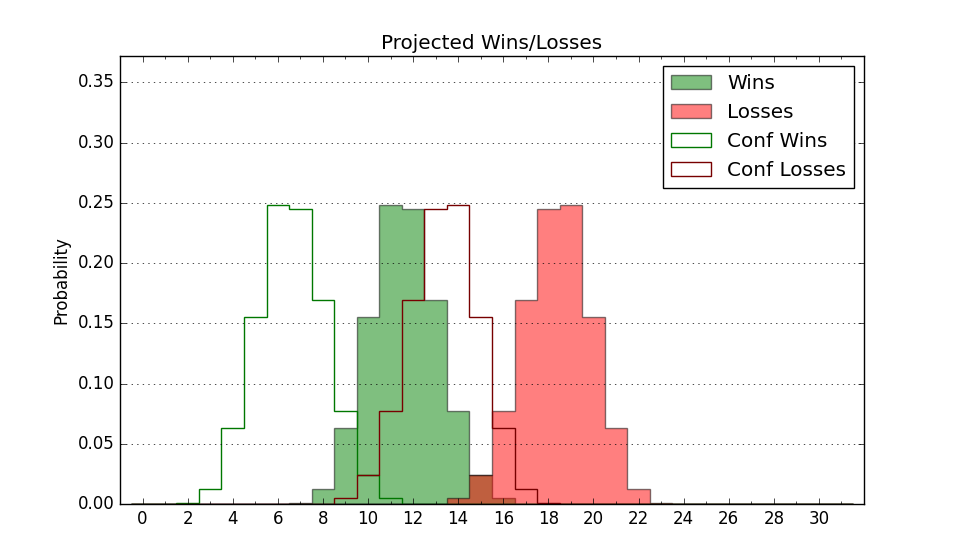 Projected Wins/Losses
Wins
Losses
Conf Wins
Conf Losses
Probability
0.35
0.30
0.25
0.20
0.15
0.10
0.05
0.00
0 2 4 6 8 10 12 14 16 18 20 22 24 26 28 30